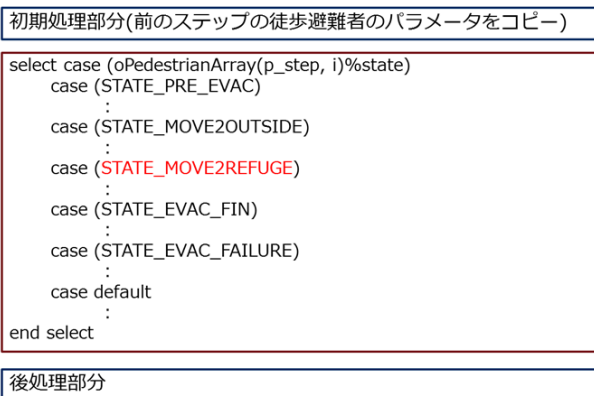 初期処理部分(前のステップの徒歩避難者のパラメータをコピー)
select case (oPedestrianArray(p_step, i)%state)
case (STATE_PRE_EVAC)
:
case (STATE_MOVE2OUTSIDE)
:
case (STATE_MOVE2REFUGE)
:
case (STATE_EVAC_FIN)
:
case (STATE_EVAC_FAILURE)
:
case default
:
end select
後処理部分